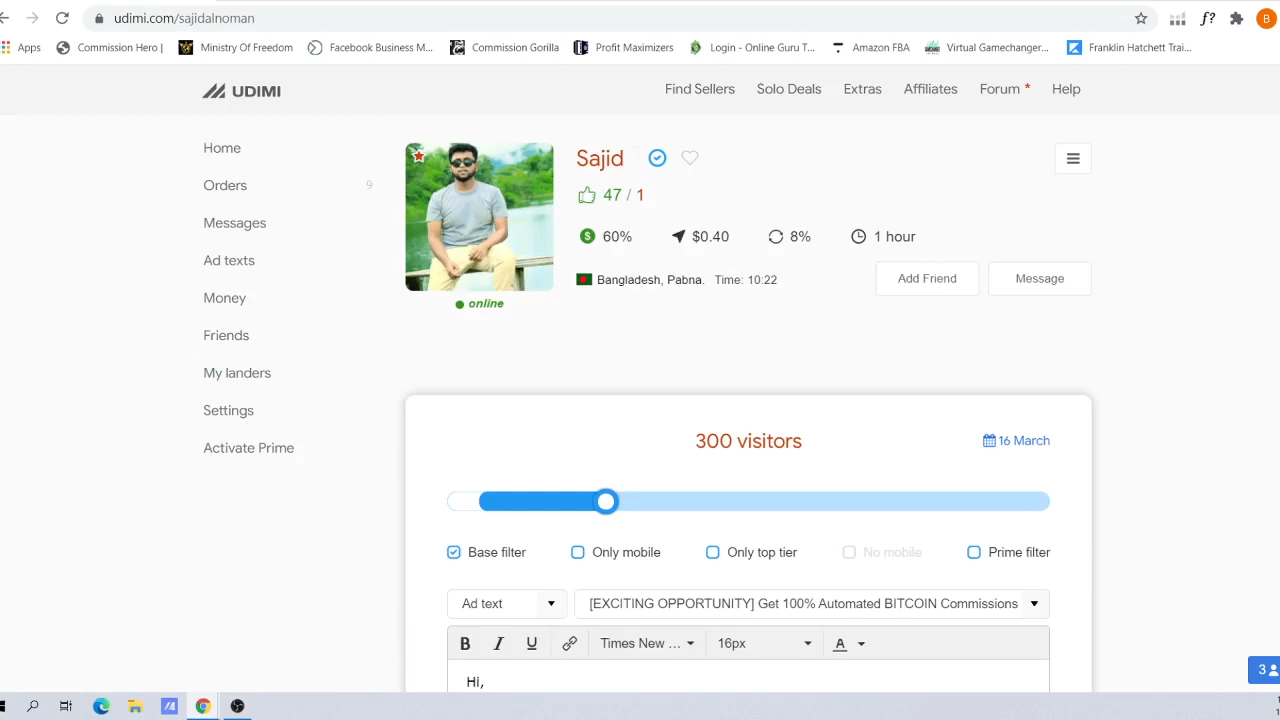 udimi.com/sajidalnoman
f?
B
Apps
Commission Hero |
Ministry Of Freedom
Facebook Business M...
Commission Gorilla
Profit Maximizers
Login - Online Guru T...
Amazon FBA
Virtual Gamechanger...
Franklin Hatchett Trai...
UDIMI
Find Sellers
Solo Deals
Extras
Affiliates
Forum *
Help
Home
Orders 9
Messages
Ad texts
Money
Friends
My landers
Settings
Activate Prime
Sajid
47 / 1
$ 60%
$0.40
8%
1 hour
Bangladesh, Pabna. Time: 10:22
Add Friend
Message
online
300 visitors
16 March
Base filter
Only mobile
Only top tier
No mobile
Prime filter
Ad text
[EXCITING OPPORTUNITY] Get 100% Automated BITCOIN Commissions
B I U
Times New ...
16px
A
Hi,
3